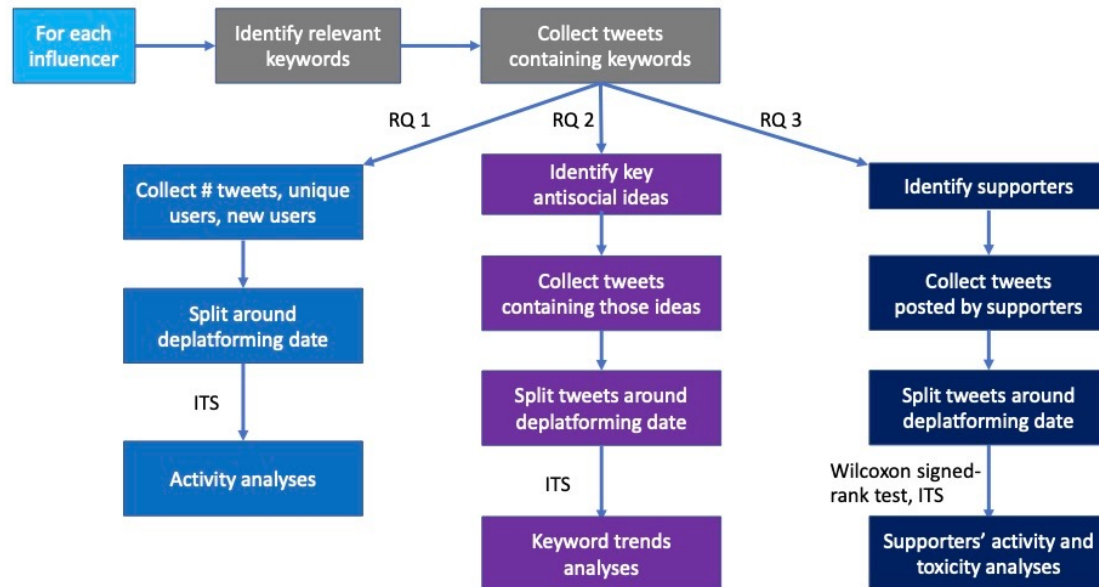 For each
influencer
Identify relevant
keywords
Collect tweets
containing keywords
RQ 1
RQ 2
RQ 3
Collect # tweets, unique
users, new users
Split around
deplatforming date
ITS
Activity analyses
Identify key
antisocial ideas
Collect tweets
containing those ideas
Split tweets around
deplatforming date
ITS
Keyword trends
analyses
Identify supporters
Collect tweets
posted by supporters
Split tweets around
deplatforming date
Wilcoxon signed-
rank test, ITS
Supporters’ activity and
toxicity analyses